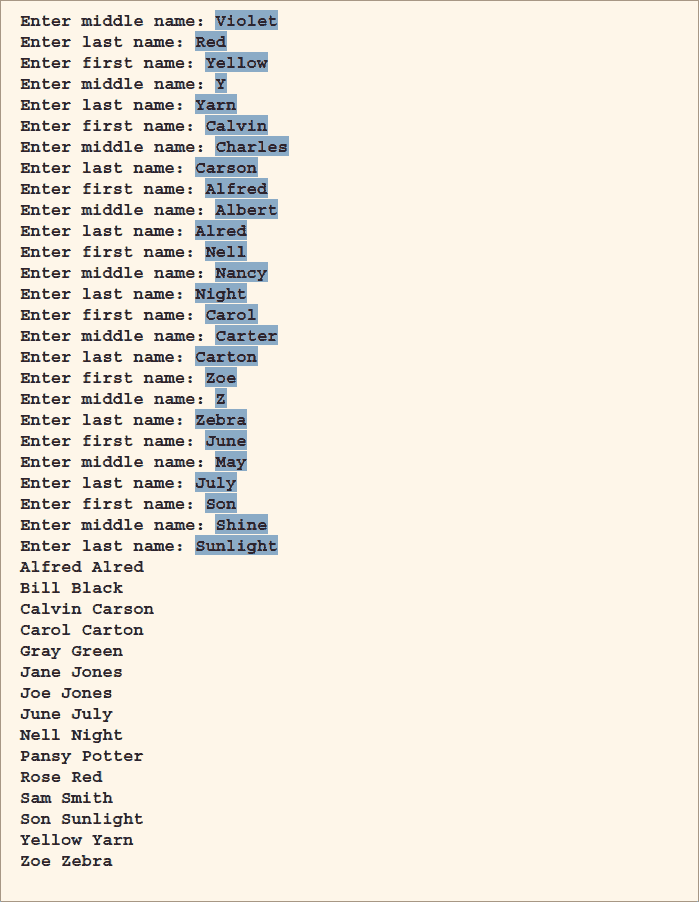 Enter middle name: Violet
Enter last name: Red
Enter first name: Yellow
Enter middle name: Y
Enter last name: Yarn
Enter first name: Calvin
Enter middle name: Charles
Enter last name: Carson
Enter first name: Alfred
Enter middle name: Albert
Enter last name: Alred
Enter first name: Nell
Enter middle name: Nancy
Enter last name: Night
Enter first name: Carol
Enter middle name: Carter
Enter last name: Carton
Enter first name: Zoe
Enter middle name: Z
Enter last name: Zebra
Enter first name: June
Enter middle name: May
Enter last name: July
Enter first name: Son
Enter middle name: Shine
Enter last name: Sunlight
Alfred Alred
Bill Black
Calvin Carson
Carol Carton
Gray Green
Jane Jones
Joe Jones
June July
Nell Night
Pansy Potter
Rose Red
Sam Smith
Son Sunlight
Yellow Yarn
Zoe Zebra